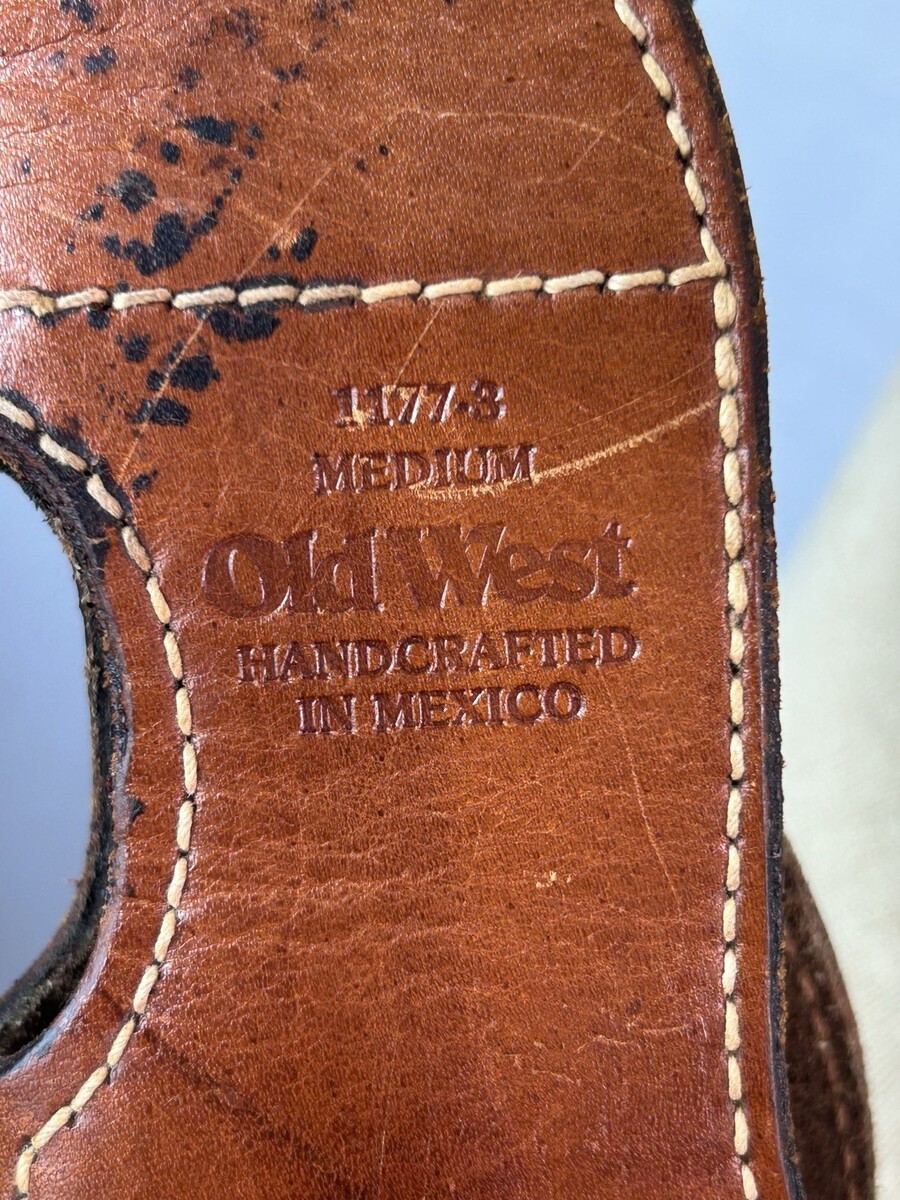 1177-3
MEDIUM
Old West
HANDCRAFTED
IN MEXICO